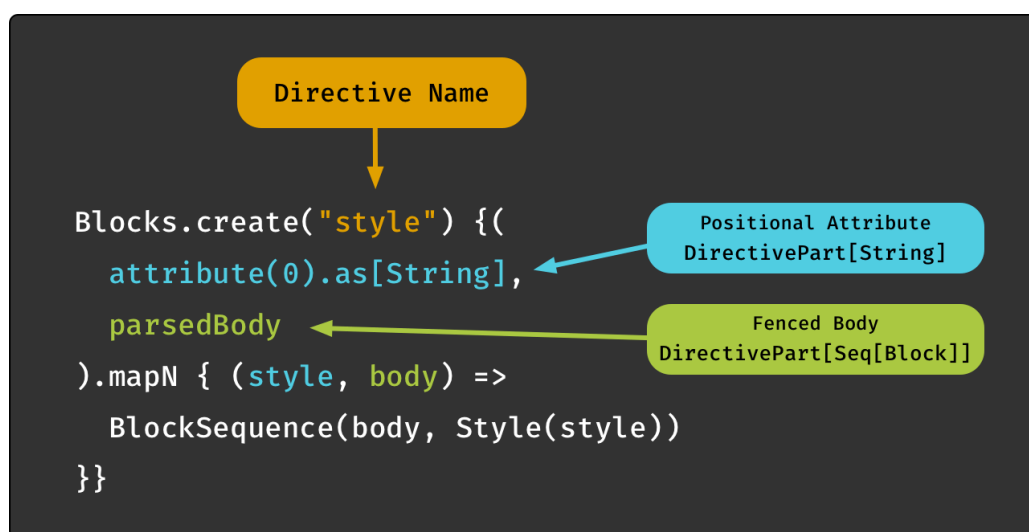 Directive Name
Blocks.create("style") {(
attribute(0).as[String],
parsedBody
).mapN { (style, body) =>
BlockSequence(body, Style(style))
}}
Positional Attribute
DirectivePart[String]
Fenced Body
DirectivePart[Seq[Block]]